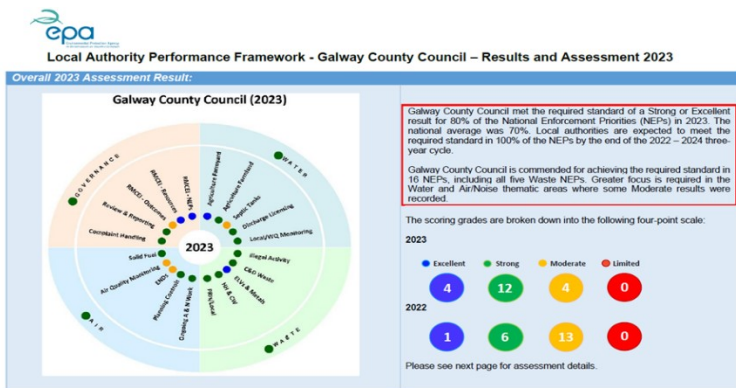 epa
Local Authority Performance Framework - Galway County Council – Results and Assessment 2023
Overall 2023 Assessment Result:
Galway County Council (2023)
GOVERNANCE
WATER
AIR
WASTE
RMCEI - NEPs
RMCEI - Resources
RMCEI - Outcomes
Review & Reporting
Complaint Handling
Agriculture Farmyard
Agriculture Farmland
Septic Tanks
Discharge Licensing
Local/WQ Monitoring
Solid Fuel
Air Quality Monitoring
ENDs
Planning Controls
Ongoing A & N Work
Illegal Activity
C&D Waste
ELVs & Metals
HH & CW
2023
Galway County Council met the required standard of a Strong or Excellent
result for 80% of the National Enforcement Priorities (NEPs) in 2023. The
national average was 70%. Local authorities are expected to meet the
required standard in 100% of the NEPs by the end of the 2022 – 2024 three-
year cycle.
Galway County Council is commended for achieving the required standard in
16 NEPs, including all five Waste NEPs. Greater focus is required in the
Water and Air/Noise thematic areas where some Moderate results were
recorded.
The scoring grades are broken down into the following four-point scale:
2023
Excellent Strong Moderate Limited
4 12 4 0
2022
1 6 13 0
Please see next page for assessment details.